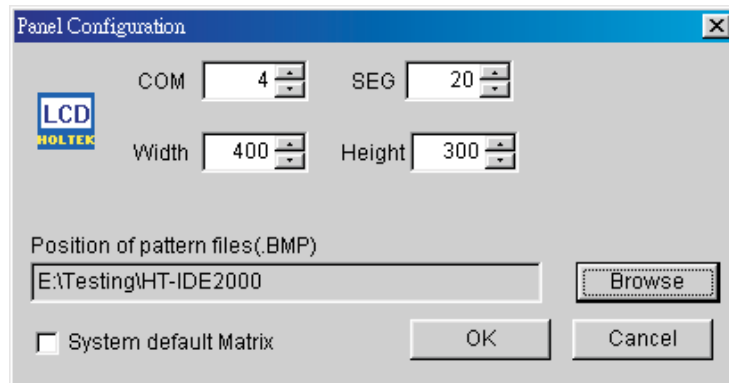 Panel Configuration
COM 4 SEG 20
LCD
HOLTEK
Width 400 Height 300
Position of pattern files(.BMP)
E:\Testing\HT-IDE2000 Browse
System default Matrix OK Cancel